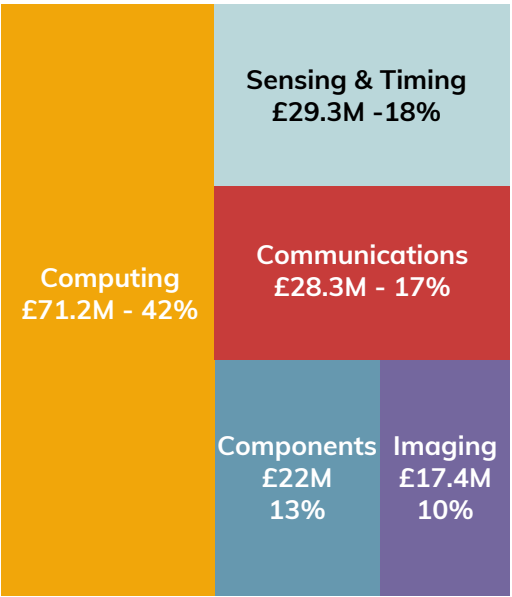 Sensing & Timing
£29.3M -18%
Communications
£28.3M - 17%
Computing
£71.2M - 42%
Components
£22M
13%
Imaging
£17.4M
10%